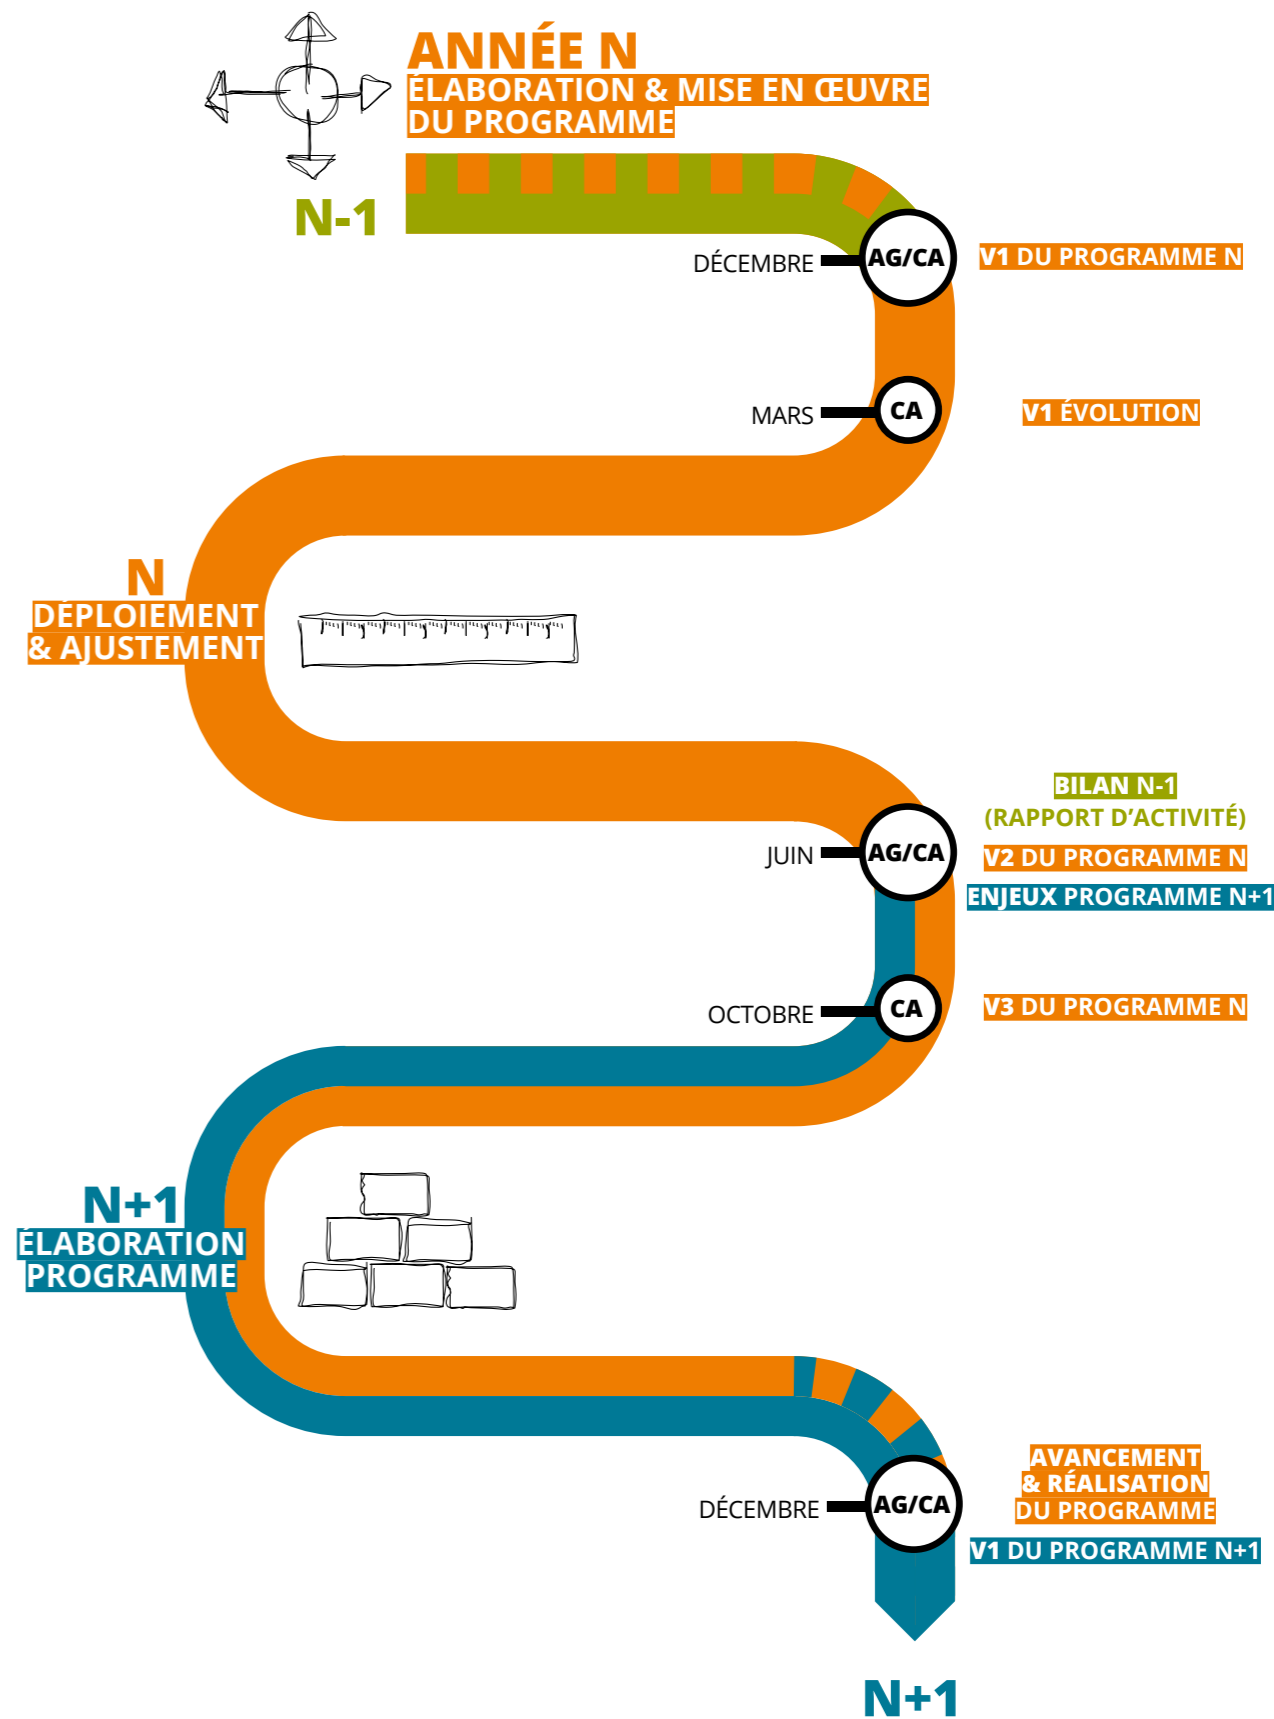 ANNÉE N
ÉLABORATION & MISE EN ŒUVRE
DU PROGRAMME
N-1
DÉCEMBRE
AG/CA
V1 DU PROGRAMME N
MARS
CA
V1 ÉVOLUTION
N
DÉPLOIEMENT
& AJUSTEMENT
BILAN N-1
(RAPPORT D’ACTIVITÉ)
JUIN
AG/CA
V2 DU PROGRAMME N
ENJEUX PROGRAMME N+1
OCTOBRE
CA
V3 DU PROGRAMME N
N+1
ÉLABORATION
PROGRAMME
AVANCEMENT
& RÉALISATION
DU PROGRAMME
DÉCEMBRE
AG/CA
V1 DU PROGRAMME N+1
N+1